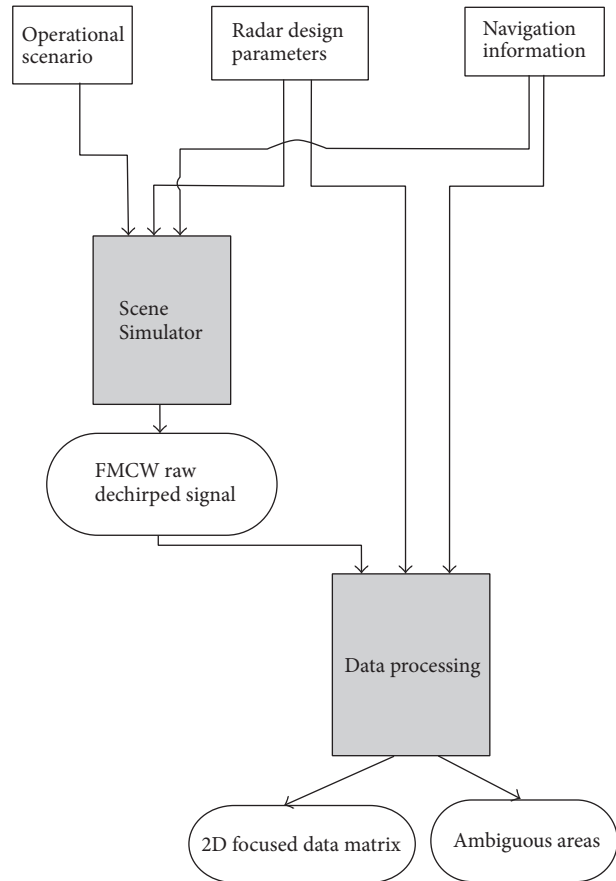 Operational
scenario
Radar design
parameters
Navigation
information
Scene
Simulator
FMCW raw
dechirped signal
Data processing
2D focused data matrix
Ambiguous areas